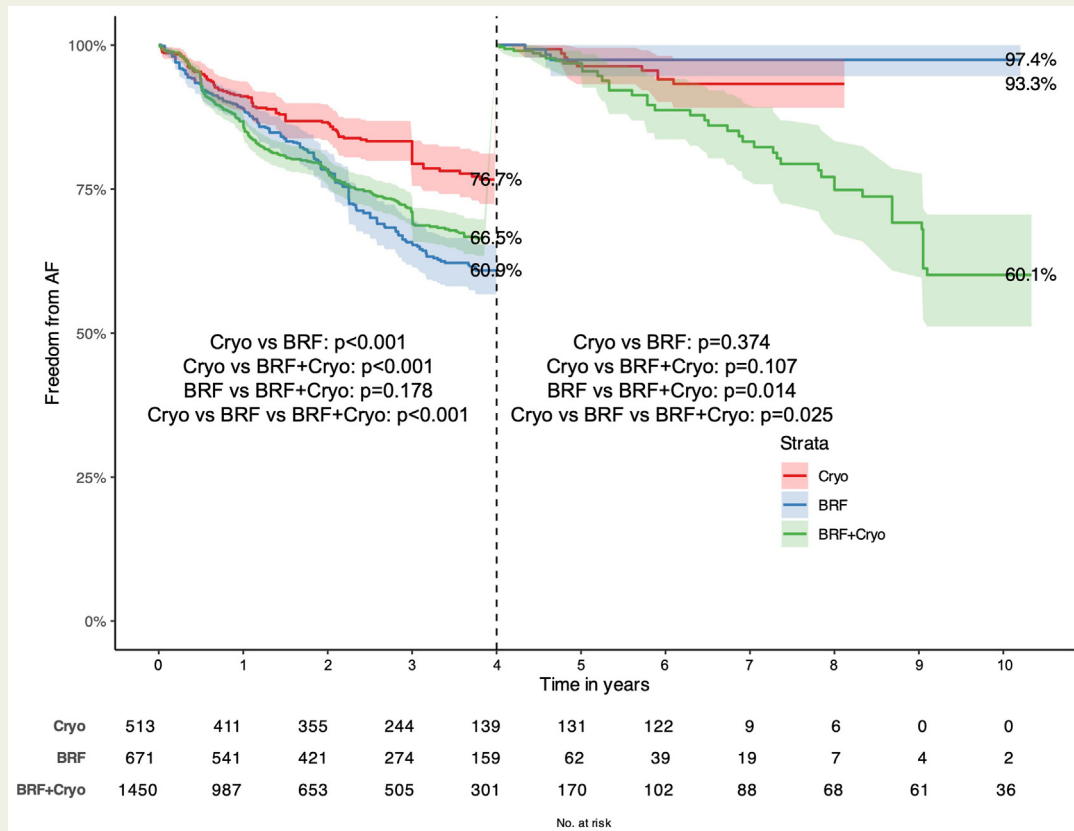 100%
75%
50%
25%
0%
Freedom from AF
97.4%
93.3%
76.7%
66.5%
60.9%
60.1%
Cryo vs BRF: p<0.001
Cryo vs BRF+Cryo: p<0.001
BRF vs BRF+Cryo: p=0.178
Cryo vs BRF vs BRF+Cryo: p<0.001
Cryo vs BRF: p=0.374
Cryo vs BRF+Cryo: p=0.107
BRF vs BRF+Cryo: p=0.014
Cryo vs BRF vs BRF+Cryo: p=0.025
Strata
Cryo
BRF
BRF+Cryo
0 1 2 3 4 5 6 7 8 9 10
Time in years
Cryo 513 411 355 244 139 131 122 9 6 0 0
BRF 671 541 421 274 159 62 39 19 7 4 2
BRF+Cryo 1450 987 653 505 301 170 102 88 68 61 36
No. at risk